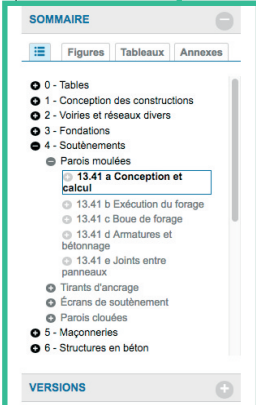 SOMMAIRE
Figures Tableaux Annexes
0 - Tables
1 - Conception des constructions
2 - Voiries et réseaux divers
3 - Fondations
4 - Soutènements
Parois moulées
13.41 a Conception et
calcul
13.41 b Exécution du forage
13.41 c Boue de forage
13.41 d Armatures et
bétonnage
13.41 e Joints entre
panneaux
Tirants d'ancrage
Écrans de soutènement
Parois clouées
5 - Maçonneries
6 - Structures en béton
VERSIONS